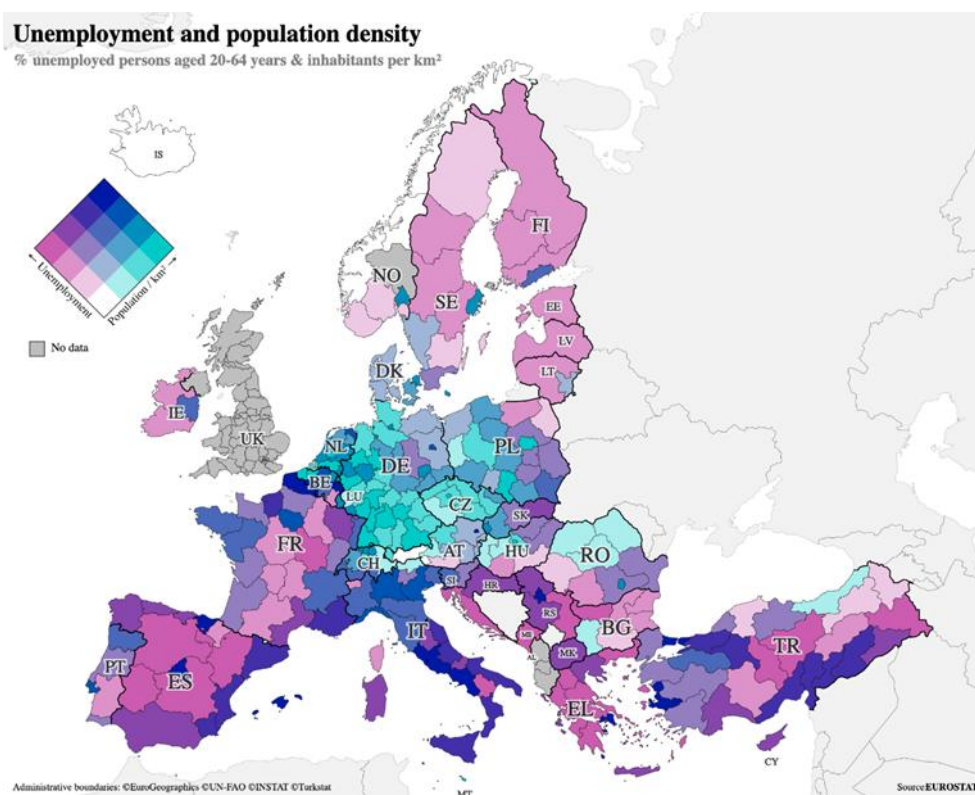 Unemployment and population density
% unemployed persons aged 20-64 years & inhabitants per km²
IS
FI
NO
SE
← Unemployment
Population / km² →
EE
LV
No data
DK
LT
IE
UK
NL
DE
PL
BE
LU
CZ
SK
FR
CH
AT
HU
RO
SI
HR
RS
IT
ME
BG
TR
PT
ES
AL
MK
EL
CY
MT
Administrative boundaries: ©EuroGeographics ©UN-FAO ©INSTAT ©Turkstat
Source:EUROSTAT